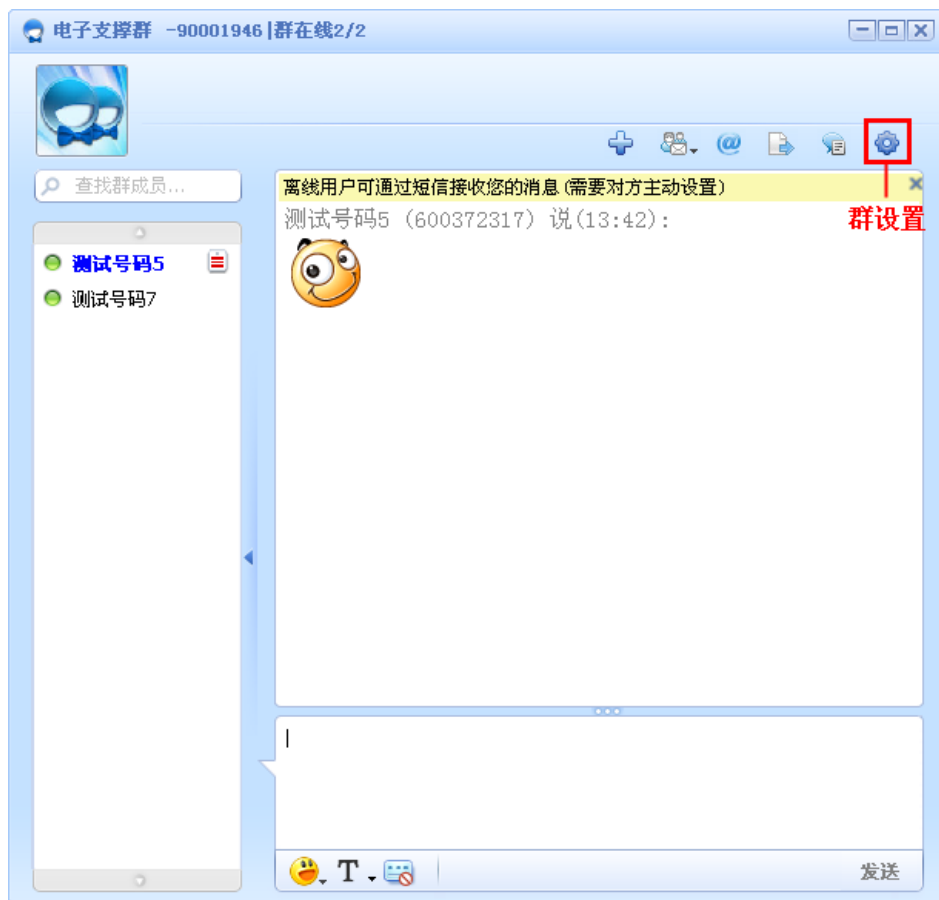 电子支撑群 -90001946|群在线2/2
查找群成员...
离线用户可通过短信接收您的消息(需要对方主动设置)
群设置
测试号码5 (600372317) 说(13:42):
测试号码5
测试号码7
T
发送